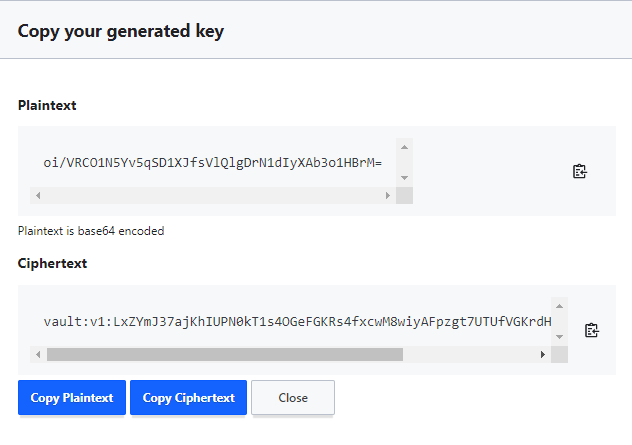 Copy your generated key
Plaintext
oi/VRCO1N5Yv5qSD1XJfsVlQlgDrN1dIyXAb3o1HBrM=
Plaintext is base64 encoded
Ciphertext
vault:v1:LxZYmJ37ajKhIUPN0kT1s4OGeFGKRs4fxcwM8wiyAFpzgt7UTUfVGKrdH
Copy Plaintext Copy Ciphertext Close